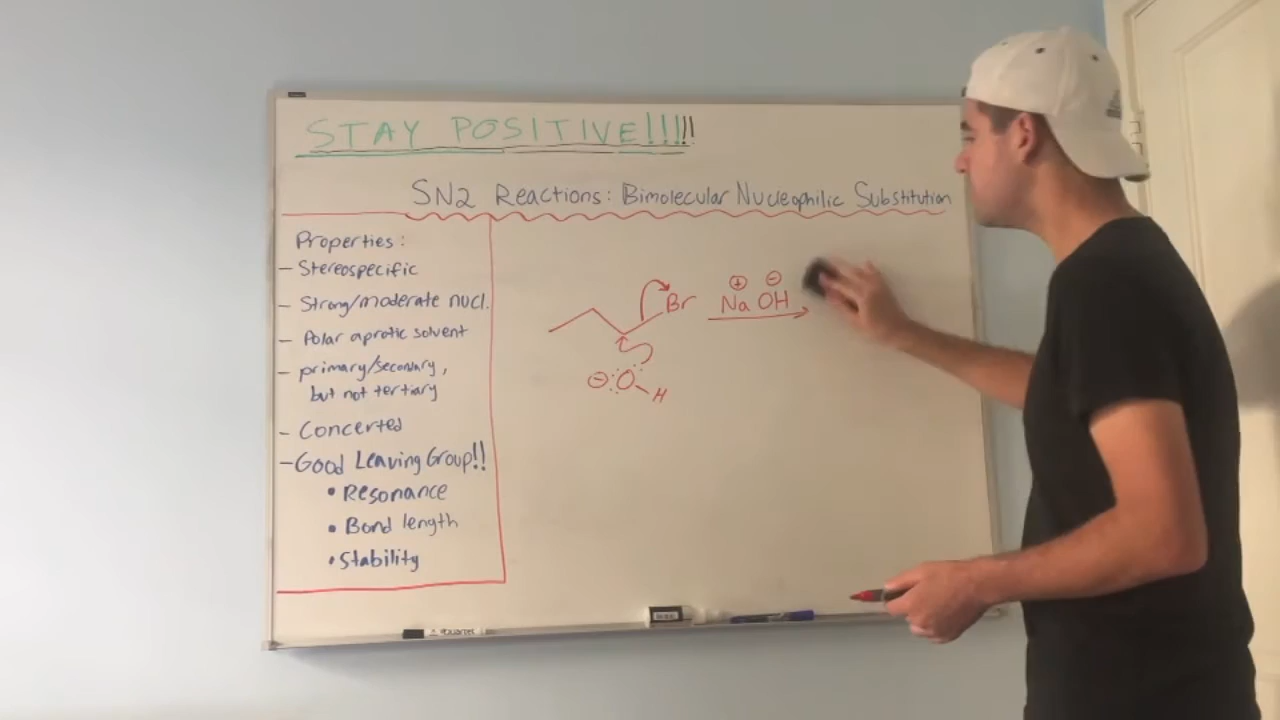 STAY POSITIVE!!!!!!
SN2 Reactions: Bimolecular Nucleophilic Substitution
Properties:
- Stereospecific
- Strong/moderate nucl.
- Polar aprotic solvent
- primary/secondary,
but not tertiary
- Concerted
- Good Leaving Group!!
• Resonance
• Bond length
• Stability
Br
⊕ ⊖
Na OH
⊖ :O:
H